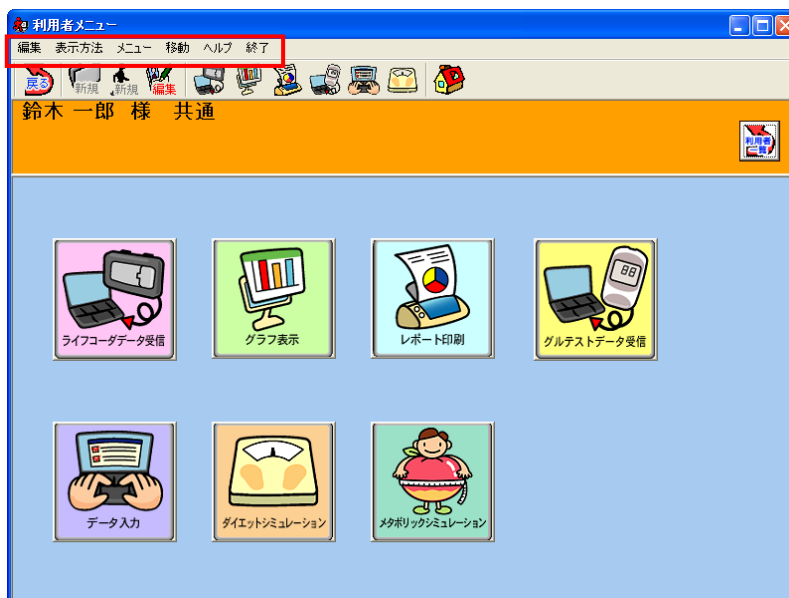 利用者メニュー
編集 表示方法 メニュー 移動 ヘルプ 終了
戻る 新規 新規 編集
鈴木 一郎 様 共通
利用者一覧
ライフコーダデータ受信 グラフ表示 レポート印刷 グルテストデータ受信
データ入力 ダイエットシミュレーション メタボリックシミュレーション